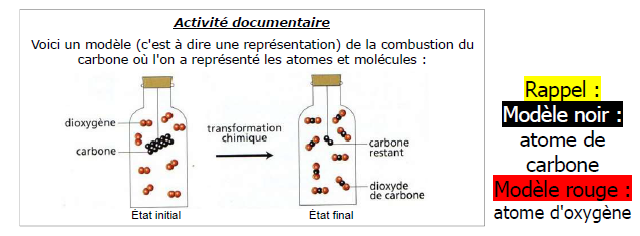 Activité documentaire
Voici un modèle (c'est à dire une représentation) de la combustion du
carbone où l'on a représenté les atomes et molécules :
dioxygène
carbone
transformation
chimique
carbone
restant
dioxyde
de carbone
État initial
État final
Rappel :
Modèle noir :
atome de
carbone
Modèle rouge :
atome d'oxygène